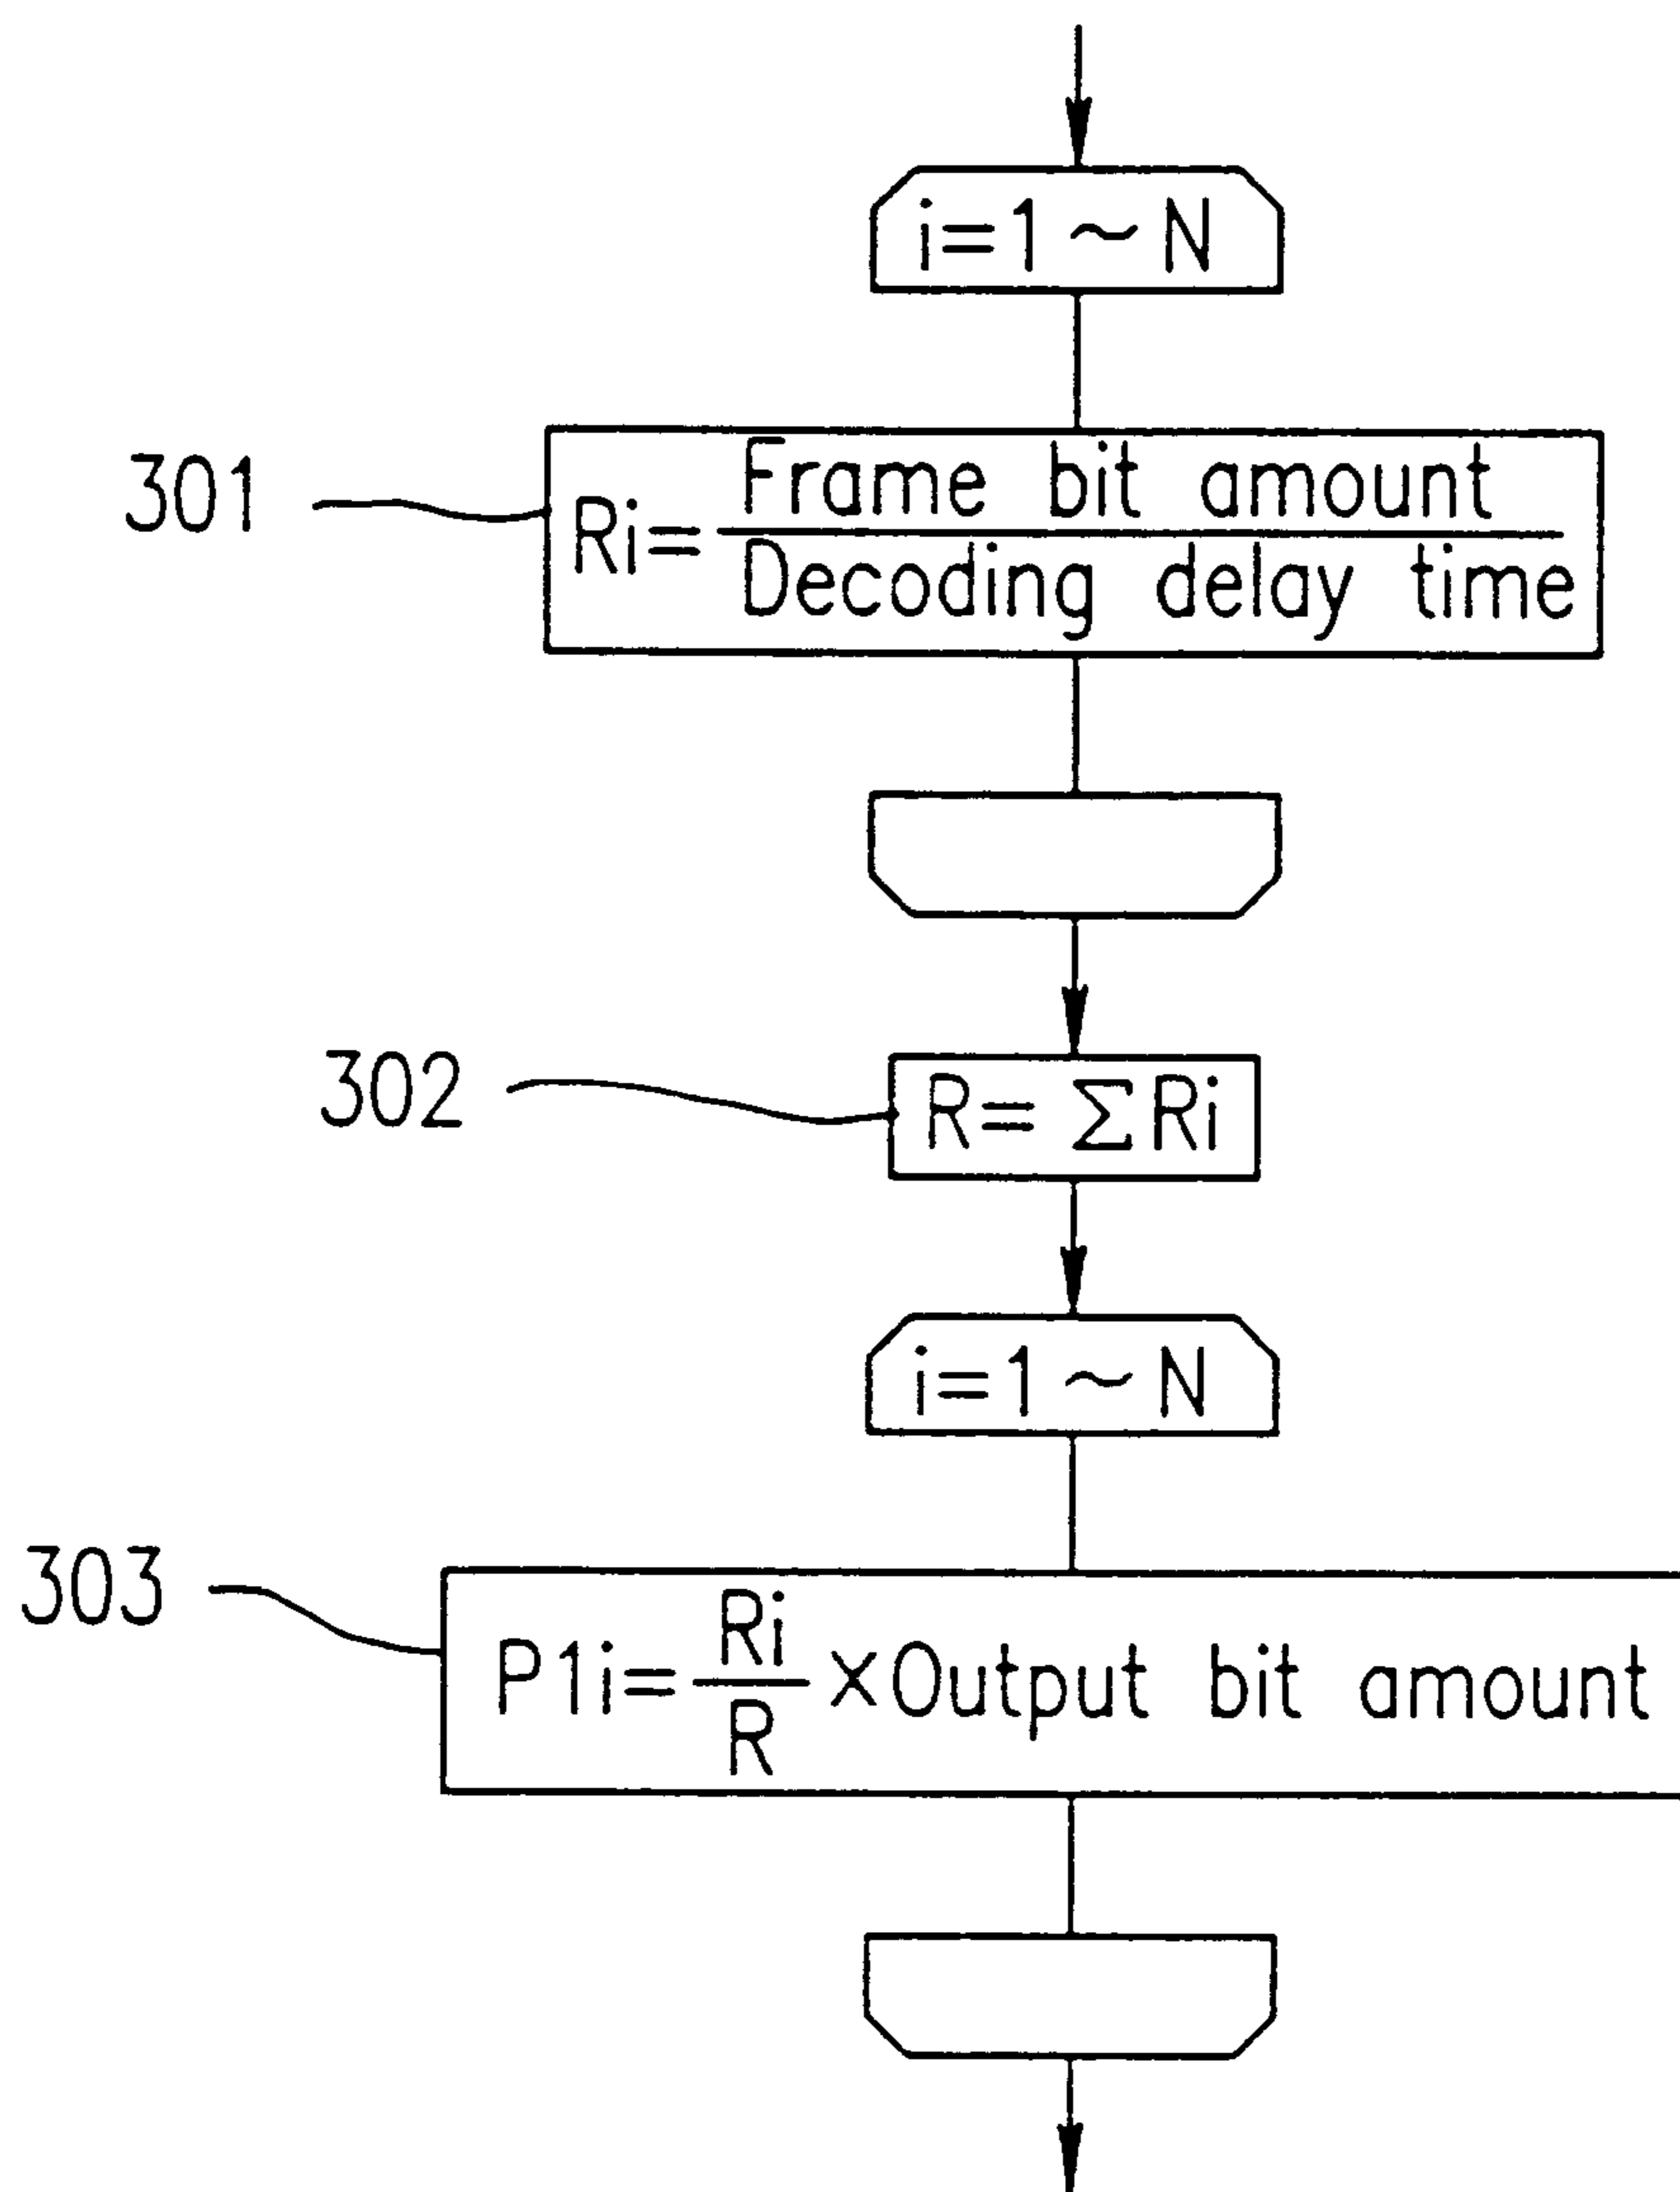 i=1~N
301
Ri= Frame bit amount
Decoding delay time
302
R= ΣRi
i=1~N
303
P1i= Ri
R
×Output bit amount